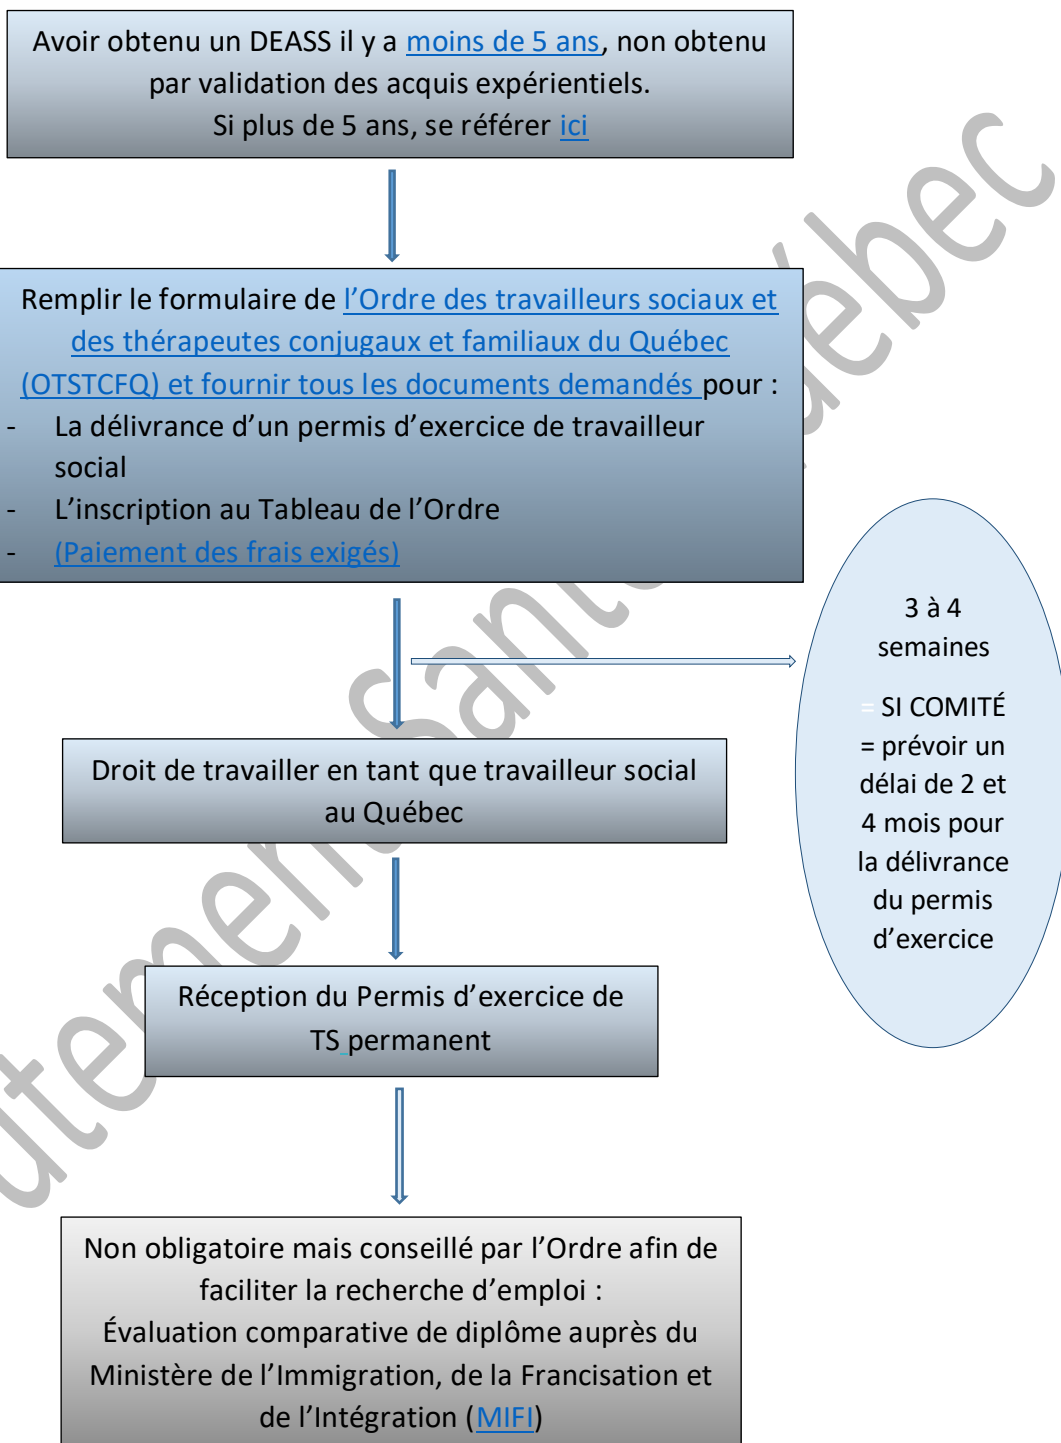 Avoir obtenu un DEASS il y a moins de 5 ans, non obtenu
par validation des acquis expérientiels.
Si plus de 5 ans, se référer ici
Remplir le formulaire de l’Ordre des travailleurs sociaux et
des thérapeutes conjugaux et familiaux du Québec
(OTSTCFQ) et fournir tous les documents demandés pour :
- La délivrance d’un permis d’exercice de travailleur
social
- L’inscription au Tableau de l’Ordre
- (Paiement des frais exigés)
3 à 4
semaines
= SI COMITÉ
= prévoir un
délai de 2 et
4 mois pour
la délivrance
du permis
d’exercice
Droit de travailler en tant que travailleur social
au Québec
Réception du Permis d’exercice de
TS permanent
Non obligatoire mais conseillé par l’Ordre afin de
faciliter la recherche d’emploi :
Évaluation comparative de diplôme auprès du
Ministère de l’Immigration, de la Francisation et
de l’Intégration (MIFI)